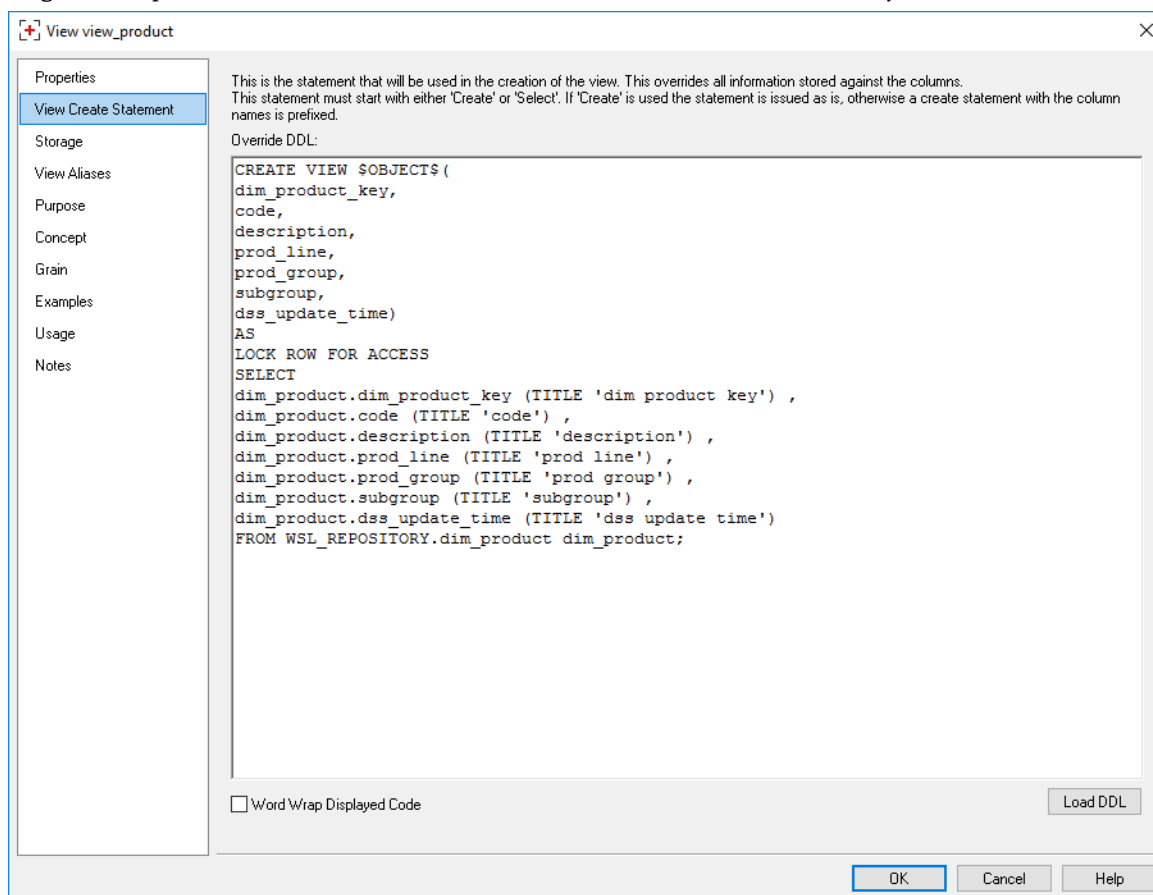 View view_product
Properties
View Create Statement
Storage
View Aliases
Purpose
Concept
Grain
Examples
Usage
Notes
This is the statement that will be used in the creation of the view. This overrides all information stored against the columns.
This statement must start with either 'Create' or 'Select'. If 'Create' is used the statement is issued as is, otherwise a create statement with the column
names is prefixed.
Override DDL:
CREATE VIEW $OBJECT$(
dim_product_key,
code,
description,
prod_line,
prod_group,
subgroup,
dss_update_time)
AS
LOCK ROW FOR ACCESS
SELECT
dim_product.dim_product_key (TITLE 'dim product key') ,
dim_product.code (TITLE 'code') ,
dim_product.description (TITLE 'description') ,
dim_product.prod_line (TITLE 'prod line') ,
dim_product.prod_group (TITLE 'prod group') ,
dim_product.subgroup (TITLE 'subgroup') ,
dim_product.dss_update_time (TITLE 'dss update time')
FROM WSL_REPOSITORY.dim_product dim_product;
Word Wrap Displayed Code
Load DDL
OK
Cancel
Help